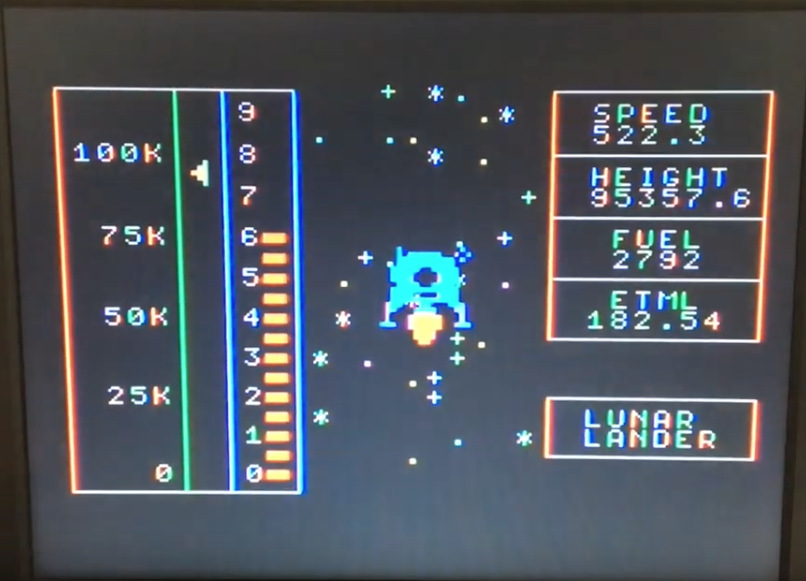 100K
75K
50K
25K
0
9
8
7
6
5
4
3
2
1
0
SPEED
522.3
HEIGHT
95357.6
FUEL
2792
ETML
182.54
LUNAR
LANDER